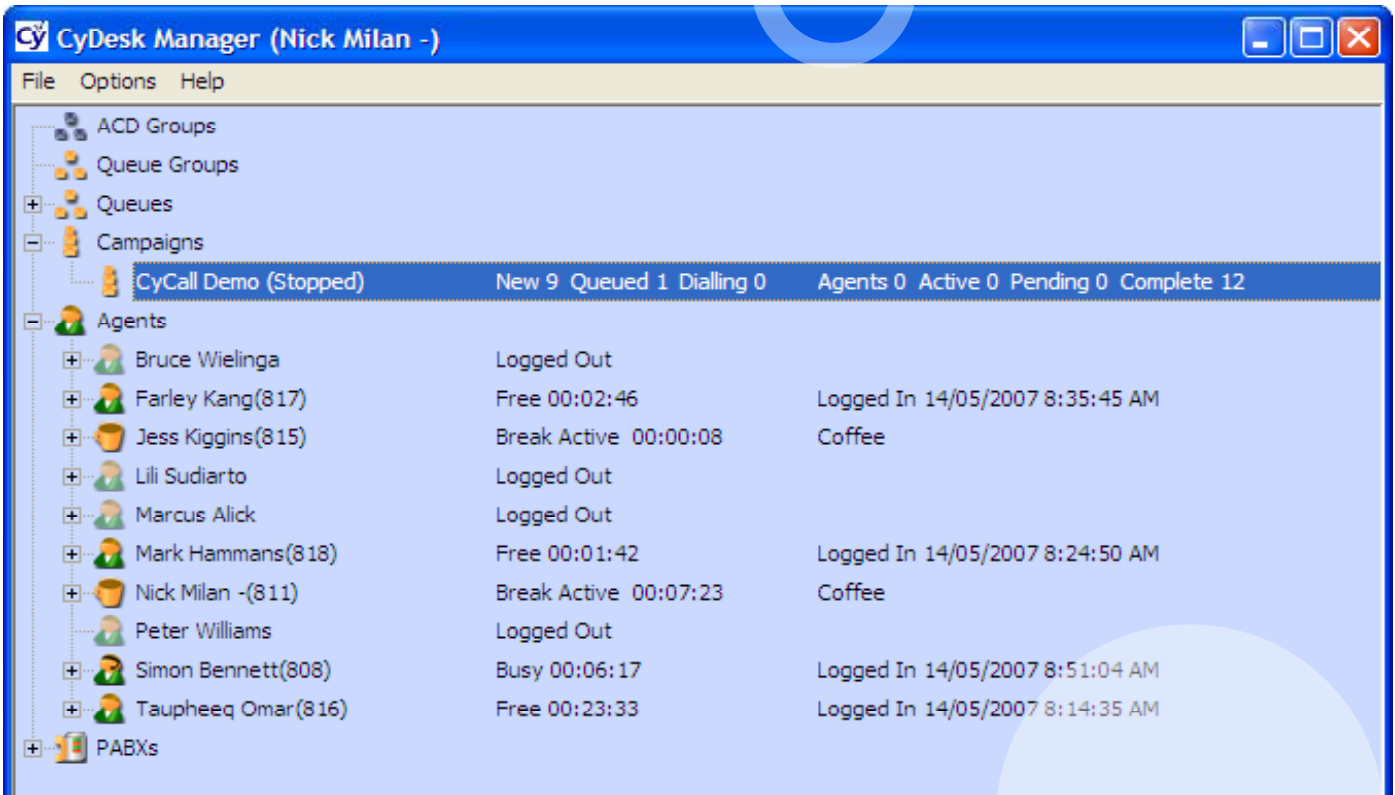 Cy CyDesk Manager (Nick Milan -)
File Options Help
ACD Groups
Queue Groups
Queues
Campaigns
CyCall Demo (Stopped) New 9 Queued 1 Dialling 0 Agents 0 Active 0 Pending 0 Complete 12
Agents
Bruce Wielinga Logged Out
Farley Kang(817) Free 00:02:46 Logged In 14/05/2007 8:35:45 AM
Jess Kiggins(815) Break Active 00:00:08 Coffee
Lili Sudiarto Logged Out
Marcus Alick Logged Out
Mark Hammans(818) Free 00:01:42 Logged In 14/05/2007 8:24:50 AM
Nick Milan -(811) Break Active 00:07:23 Coffee
Peter Williams Logged Out
Simon Bennett(808) Busy 00:06:17 Logged In 14/05/2007 8:51:04 AM
Taupheeq Omar(816) Free 00:23:33 Logged In 14/05/2007 8:14:35 AM
PABXs